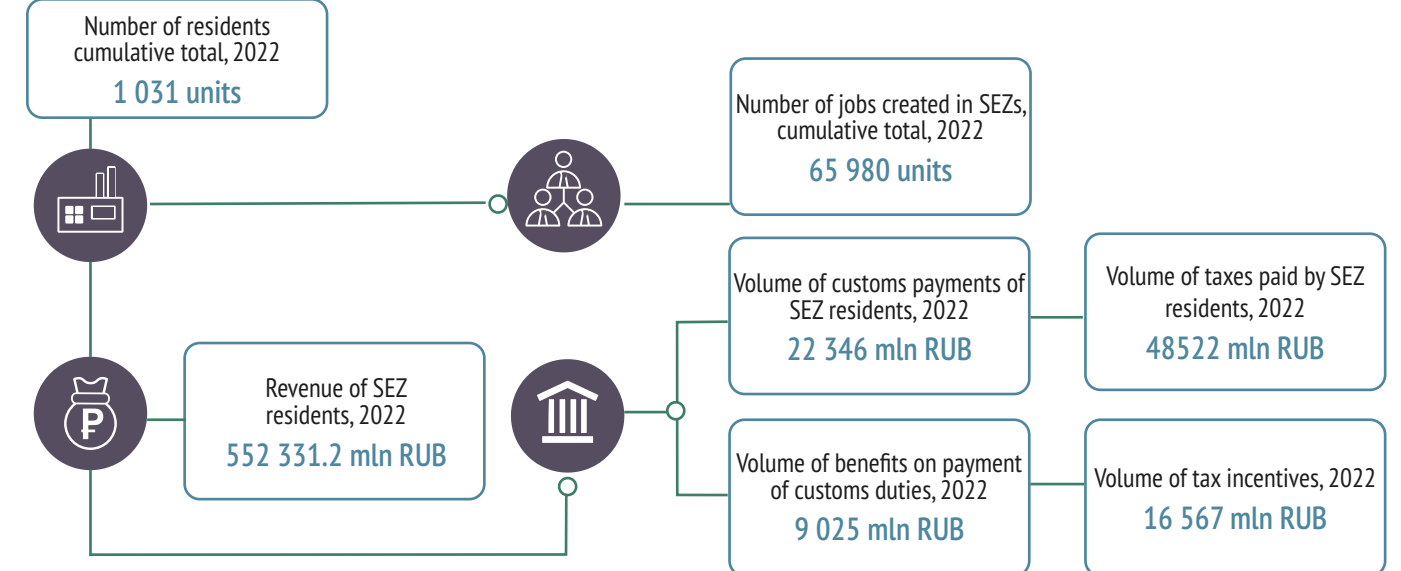 Number of residents
cumulative total, 2022
1 031 units
Number of jobs created in SEZs,
cumulative total, 2022
65 980 units
Revenue of SEZ
residents, 2022
552 331.2 mln RUB
Volume of customs payments of
SEZ residents, 2022
22 346 mln RUB
Volume of taxes paid by SEZ
residents, 2022
48522 mln RUB
Volume of benefits on payment
of customs duties, 2022
9 025 mln RUB
Volume of tax incentives, 2022
16 567 mln RUB